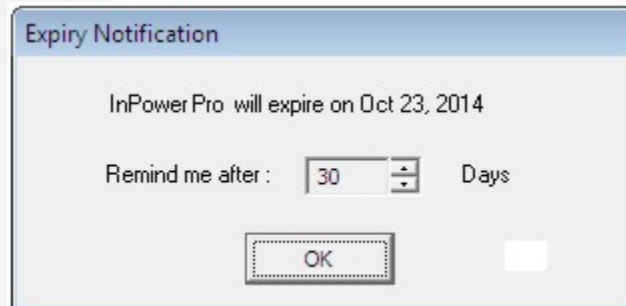 Expiry Notification
InPower Pro will expire on Oct 23, 2014
Remind me after : 30 Days
OK